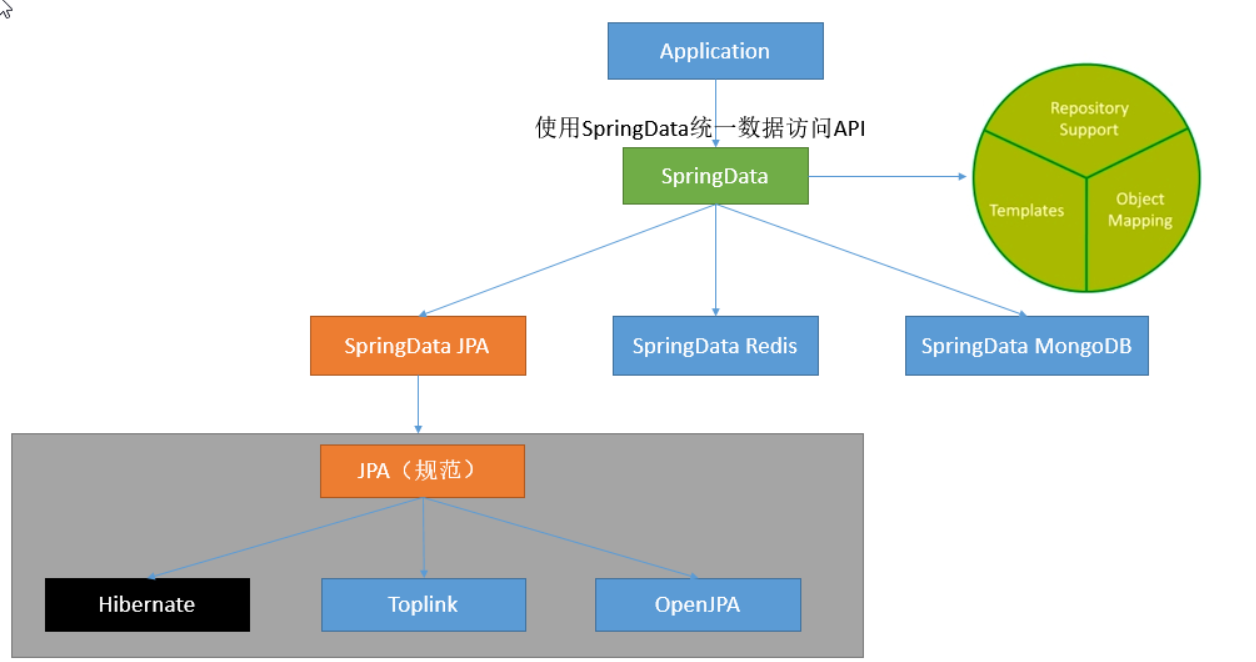 Application
使用SpringData统一数据访问API
SpringData
Repository
Support
Templates
Object
Mapping
SpringData JPA
SpringData Redis
SpringData MongoDB
JPA（规范）
Hibernate
Toplink
OpenJPA